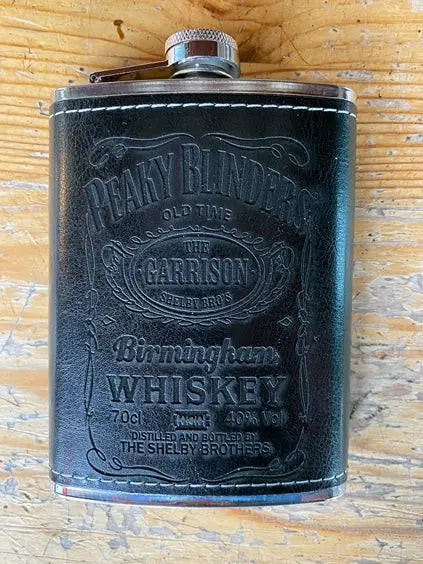 PEAKY BLINDERS
OLD TIME
THE
GARRISON
SHELBY BRO'S
Birmingham
WHISKEY
70cl 40% Vol
DISTILLED AND BOTTLED BY
THE SHELBY BROTHERS